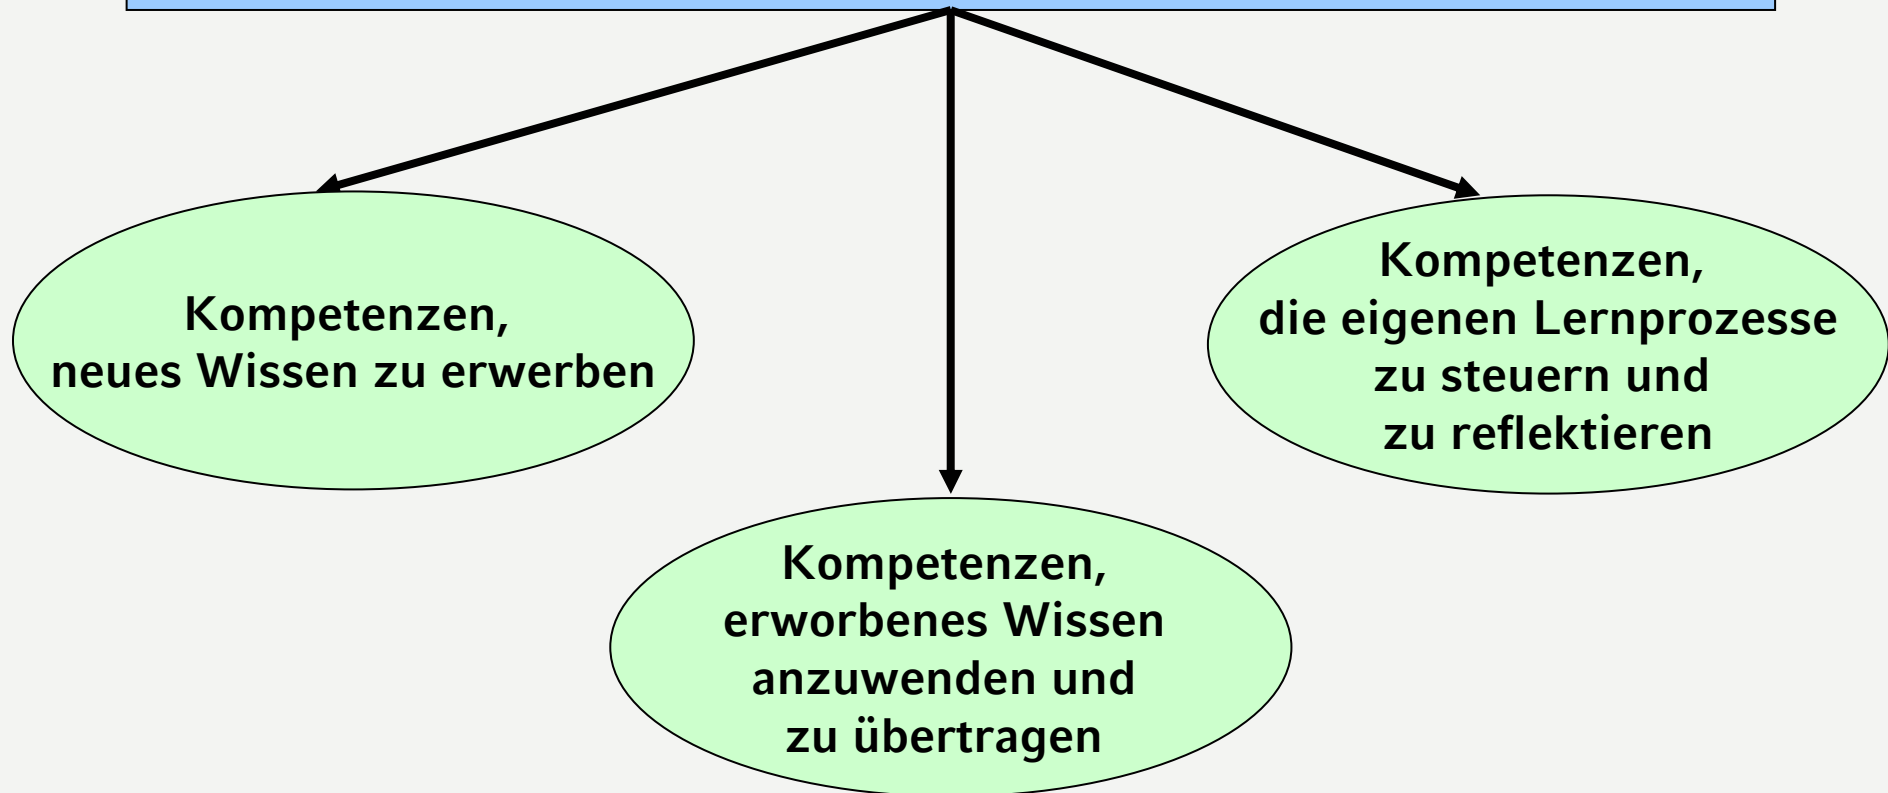 Kompetenzen,
neues Wissen zu erwerben
Kompetenzen,
die eigenen Lernprozesse
zu steuern und
zu reflektieren
Kompetenzen,
erworbenes Wissen
anzuwenden und
zu übertragen